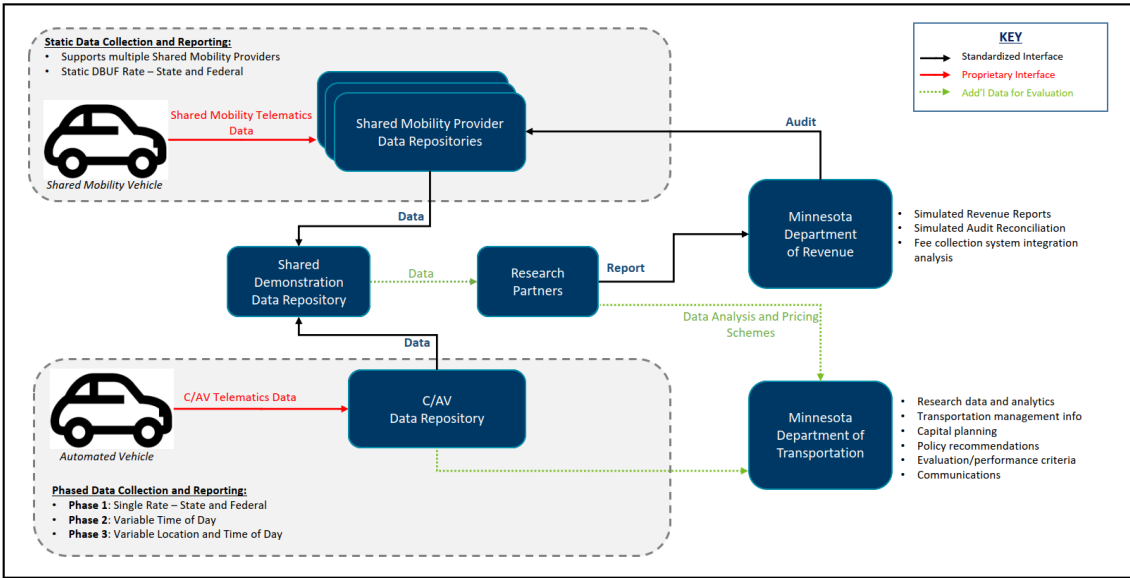 Static Data Collection and Reporting:
• Supports multiple Shared Mobility Providers
• Static DBUF Rate – State and Federal
Shared Mobility Telematics
Data
Shared Mobility Vehicle
Shared Mobility Provider
Data Repositories
KEY
Standardized Interface
Proprietary Interface
Add'l Data for Evaluation
Audit
Data
Minnesota
Department
of Revenue
• Simulated Revenue Reports
• Simulated Audit Reconciliation
• Fee collection system integration
analysis
Shared
Demonstration
Data Repository
Data
Research
Partners
Report
Data Analysis and Pricing
Schemes
Data
C/AV Telematics Data
Automated Vehicle
C/AV
Data Repository
Minnesota
Department of
Transportation
• Research data and analytics
• Transportation management info
• Capital planning
• Policy recommendations
• Evaluation/performance criteria
• Communications
Phased Data Collection and Reporting:
• Phase 1: Single Rate – State and Federal
• Phase 2: Variable Time of Day
• Phase 3: Variable Location and Time of Day